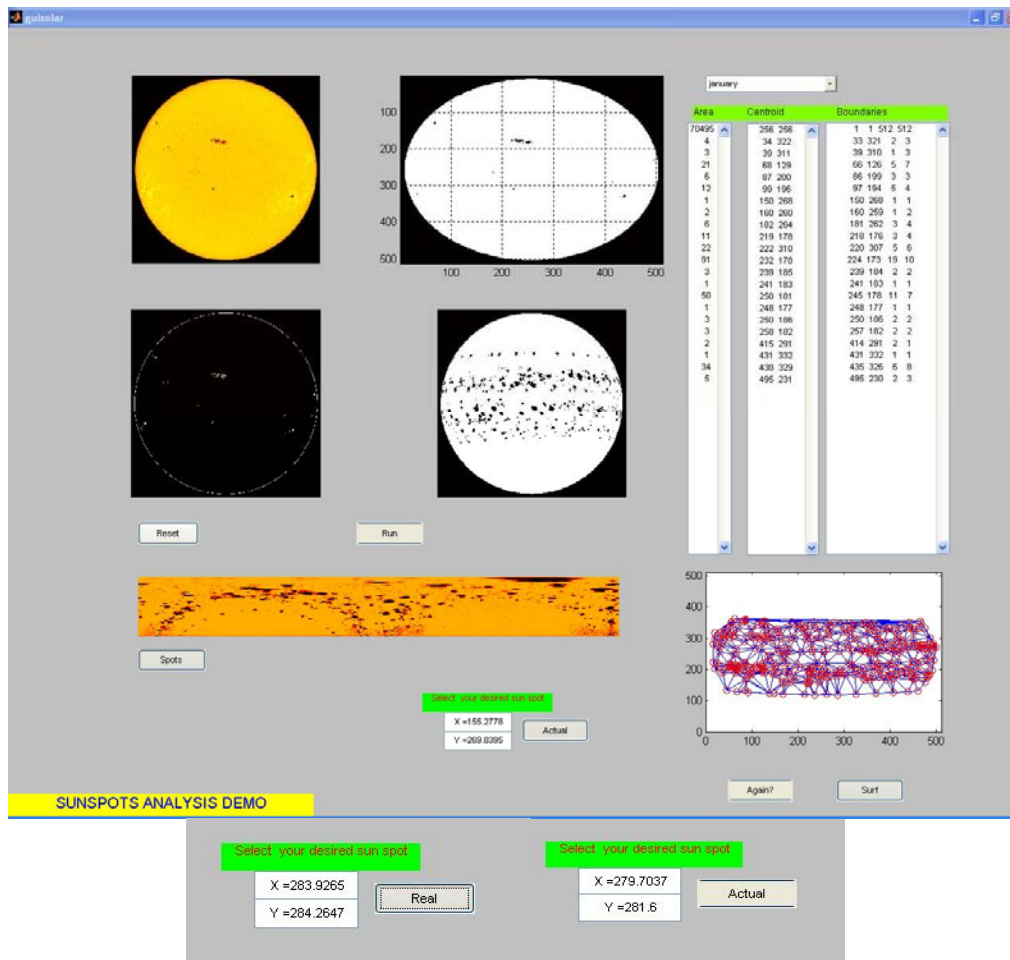 guisolar
january
Area Centroid Boundaries
70495 256 256 1 1 512 512
4 34 322 33 321 2 3
3 39 311 39 310 1 3
21 68 129 66 126 5 7
6 87 200 86 199 3 3
12 99 196 97 194 5 4
1 150 268 150 268 1 1
2 160 260 160 259 1 2
6 182 264 181 262 3 4
11 219 178 218 176 3 4
22 222 310 220 307 5 6
91 232 178 224 173 19 10
3 239 185 239 184 2 2
1 241 183 241 183 1 1
50 250 181 245 178 11 7
1 248 177 248 177 1 1
3 250 186 250 186 2 2
3 258 182 257 182 2 2
2 415 291 414 291 2 1
1 431 332 431 332 1 1
34 438 329 435 326 6 8
5 495 231 495 230 2 3
100
200
300
400
500
100 200 300 400 500
Reset Run
Spots
500
400
300
200
100
0
0 100 200 300 400 500
Select your desired sun spot
X =155.2778
Y =269.8395
Actual
Again? Surf
SUNSPOTS ANALYSIS DEMO
Select your desired sun spot
X =283.9265
Y =284.2647
Real
Select your desired sun spot
X =279.7037
Y =281.6
Actual